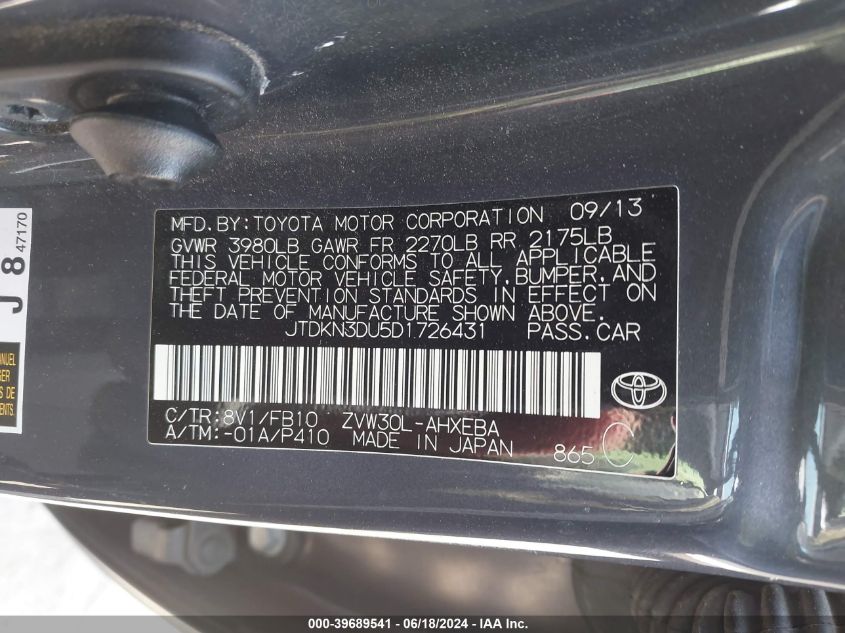 MFD. BY: TOYOTA MOTOR CORPORATION 09/13
GVWR 3980LB GAWR FR 2270LB RR 2175LB
THIS VEHICLE CONFORMS TO ALL APPLICABLE
FEDERAL MOTOR VEHICLE SAFETY, BUMPER, AND
THEFT PREVENTION STANDARDS IN EFFECT ON
THE DATE OF MANUFACTURE SHOWN ABOVE.
JTDKN3DU5D1726431 PASS. CAR
C/TR: 8V1/FB10 ZVW30L-AHXEBA
A/TM: -01A/P410 MADE IN JAPAN 865 C
J 8 47170
000-39689541 - 06/18/2024 - IAA Inc.